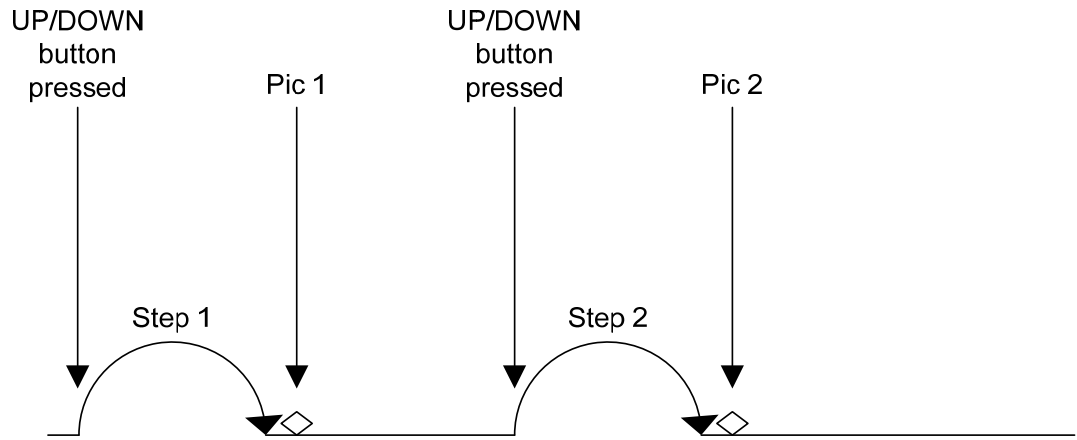 UP/DOWN
button
pressed
Pic 1
UP/DOWN
button
pressed
Pic 2
Step 1
Step 2